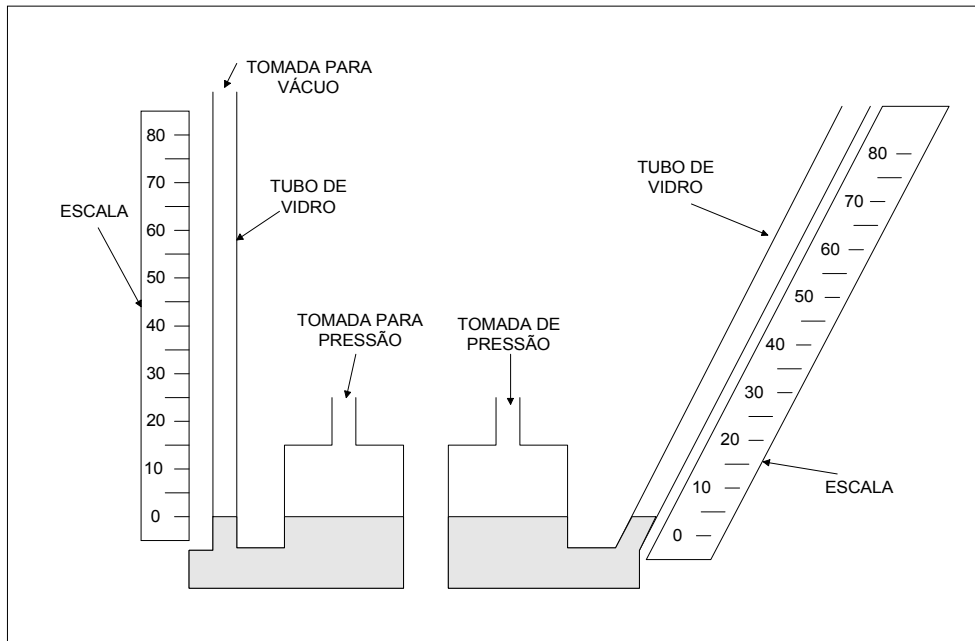 TOMADA PARA
VÁCUO
80
70
60
50
40
30
20
10
0
ESCALA
TUBO DE
VIDRO
TOMADA PARA
PRESSÃO
TOMADA DE
PRESSÃO
TUBO DE
VIDRO
80
70
60
50
40
30
20
10
0
ESCALA